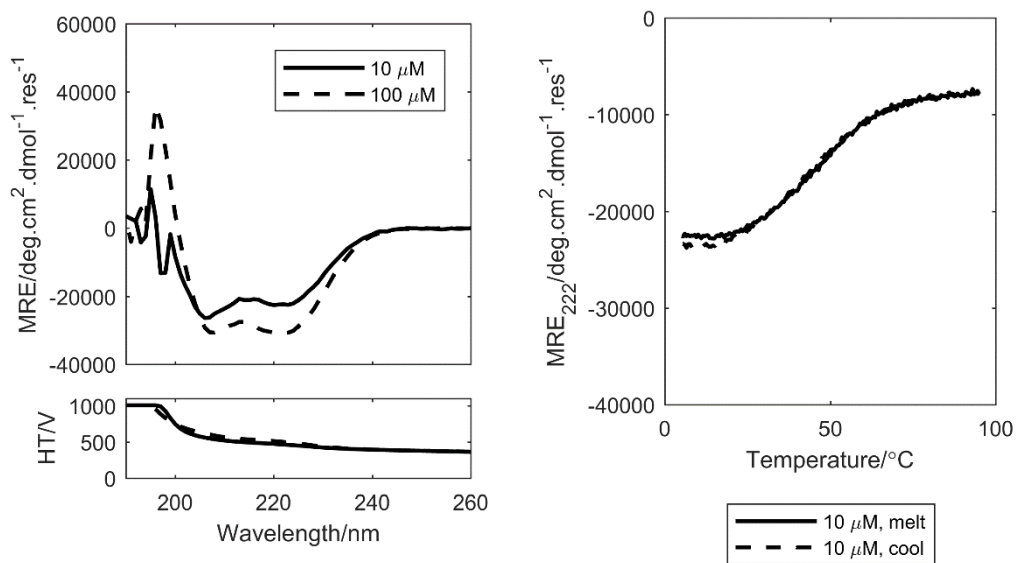 60000
40000
20000
0
-20000
-40000
MRE/deg.cm².dmol⁻¹.res⁻¹
10 μM
100 μM
1000
500
0
HT/V
200
220
240
260
Wavelength/nm
0
-10000
-20000
-30000
-40000
MRE₂₂₂/deg.cm².dmol⁻¹.res⁻¹
0
50
100
Temperature/°C
10 μM, melt
10 μM, cool